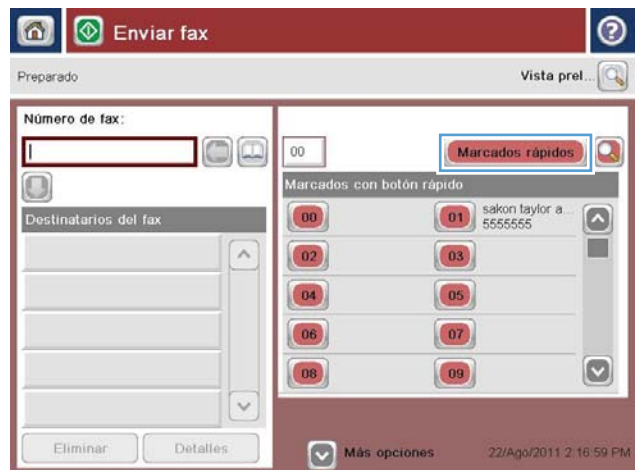 Enviar fax
Preparado
Vista prel...
Número de fax:
00
Marcados rápidos
Marcados con botón rápido
Destinatarios del fax
00
01
sakon taylor a...
5555555
02
03
04
05
06
07
08
09
Eliminar
Detalles
Más opciones
22/Ago/2011 2:16:59 PM